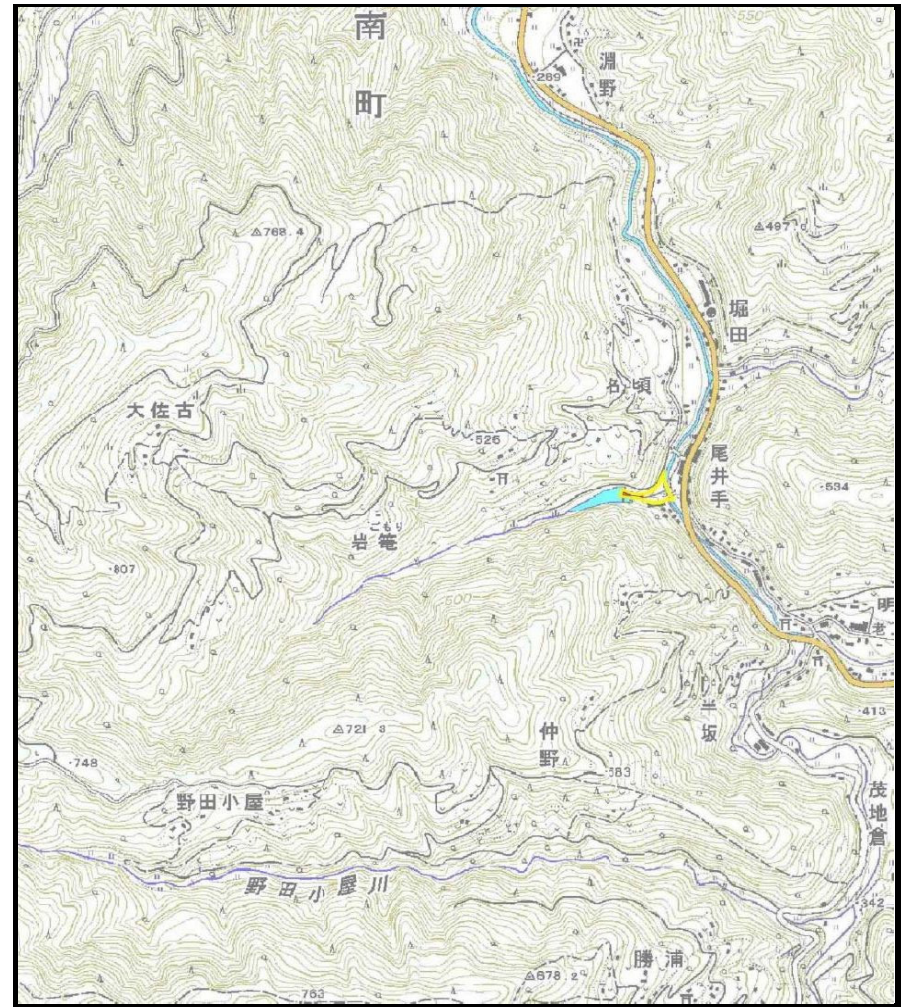 南町
550
289
淵野
768.4
497
堀田
名頃
大佐古
526
尾井手
534
ごもり
岩篭
807
500
明
老
413
半坂
721 3
仲野
748
583
野田小屋
茂地倉
野田小屋川
342
勝浦
678.2
763